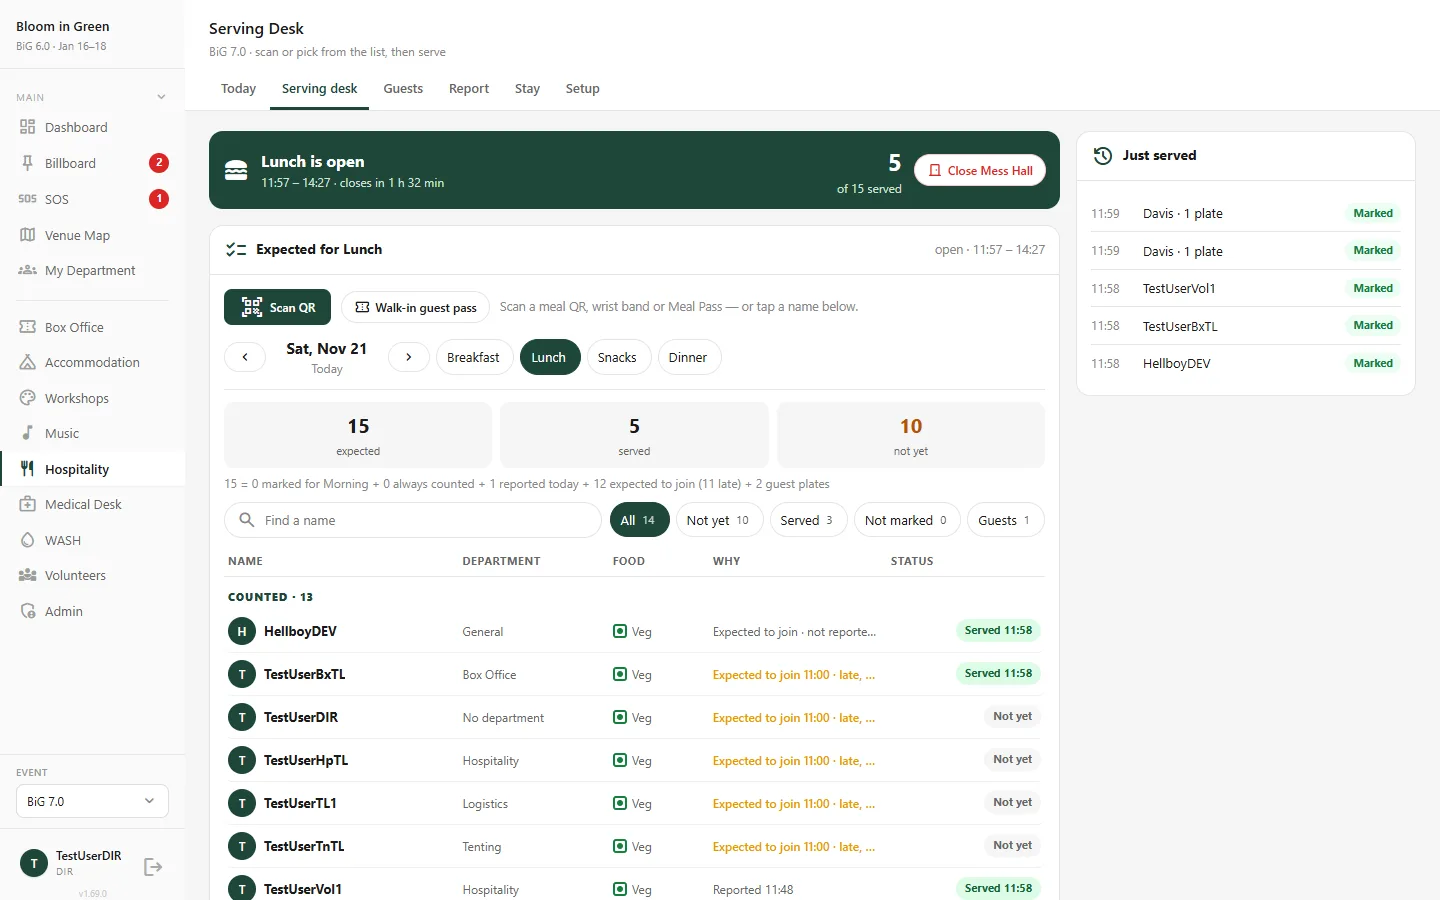 Bloom in Green
BiG 6.0 · Jan 16–18
MAIN
Dashboard
Billboard 2
SOS SOS 1
Venue Map
My Department
Box Office
Accommodation
Workshops
Music
Hospitality
Medical Desk
WASH
Volunteers
Admin
EVENT
BiG 7.0
T TestUserDIR
DIR
v1.69.0
Serving Desk
BiG 7.0 · scan or pick from the list, then serve
Today Serving desk Guests Report Stay Setup
Lunch is open
11:57 – 14:27 · closes in 1 h 32 min
5
of 15 served
Close Mess Hall
Expected for Lunch
open · 11:57 – 14:27
Scan QR
Walk-in guest pass
Scan a meal QR, wrist band or Meal Pass — or tap a name below.
Sat, Nov 21
Today
Breakfast Lunch Snacks Dinner
15
expected
5
served
10
not yet
15 = 0 marked for Morning + 0 always counted + 1 reported today + 12 expected to join (11 late) + 2 guest plates
Find a name
All 14 Not yet 10 Served 3 Not marked 0 Guests 1
NAME DEPARTMENT FOOD WHY STATUS
COUNTED · 13
H HellboyDEV General Veg Expected to join · not reporte... Served 11:58
T TestUserBxTL Box Office Veg Expected to join 11:00 · late, ... Served 11:58
T TestUserDIR No department Veg Expected to join 11:00 · late, ... Not yet
T TestUserHpTL Hospitality Veg Expected to join 11:00 · late, ... Not yet
T TestUserTL1 Logistics Veg Expected to join 11:00 · late, ... Not yet
T TestUserTnTL Tenting Veg Expected to join 11:00 · late, ... Not yet
T TestUserVol1 Hospitality Veg Reported 11:48 Served 11:58
Just served
11:59 Davis · 1 plate Marked
11:59 Davis · 1 plate Marked
11:58 TestUserVol1 Marked
11:58 TestUserBxTL Marked
11:58 HellboyDEV Marked